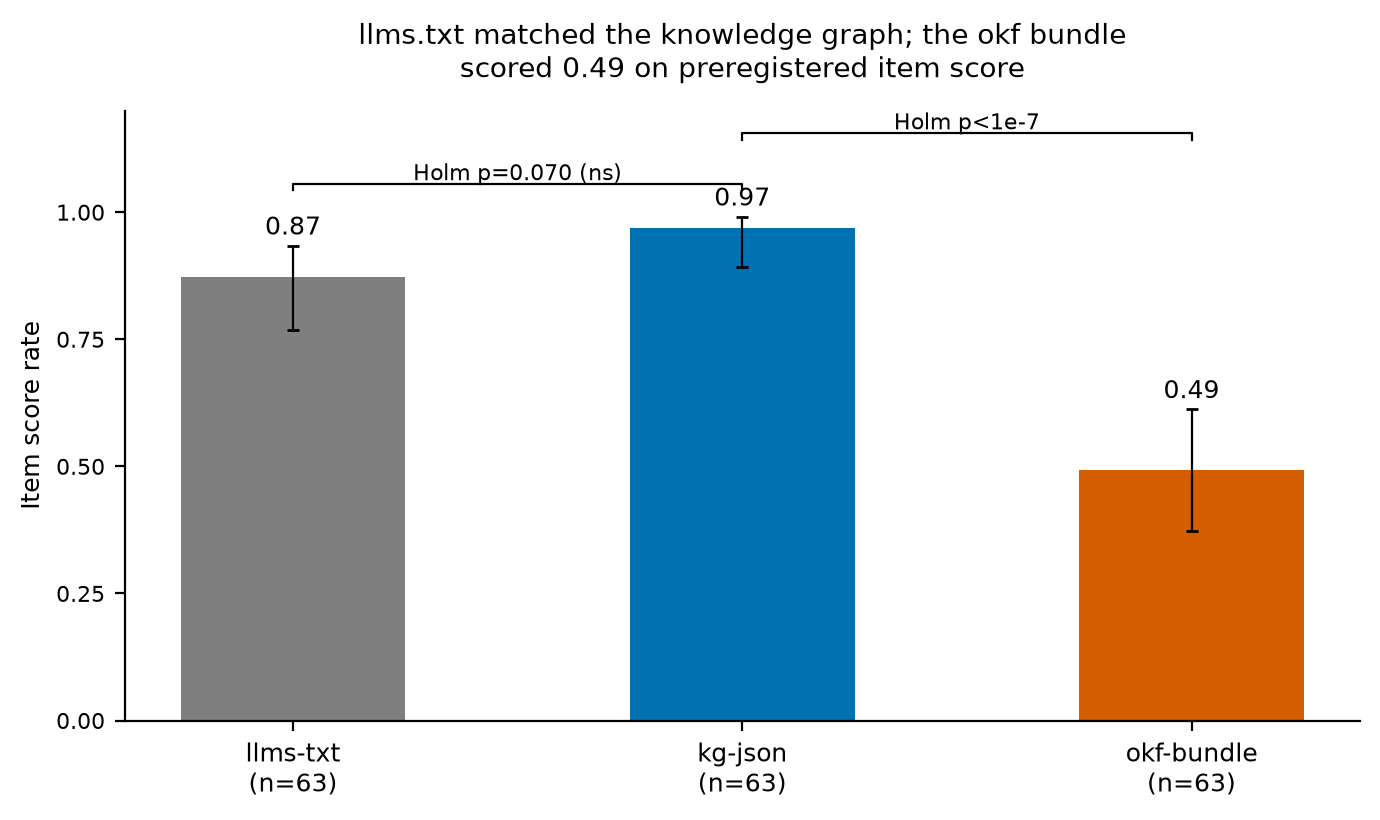 llms.txt matched the knowledge graph; the okf bundle
scored 0.49 on preregistered item score
Holm p<1e-7
Holm p=0.070 (ns)
0.97
0.87
0.49
Item score rate
1.00
0.75
0.50
0.25
0.00
llms-txt
(n=63)
kg-json
(n=63)
okf-bundle
(n=63)